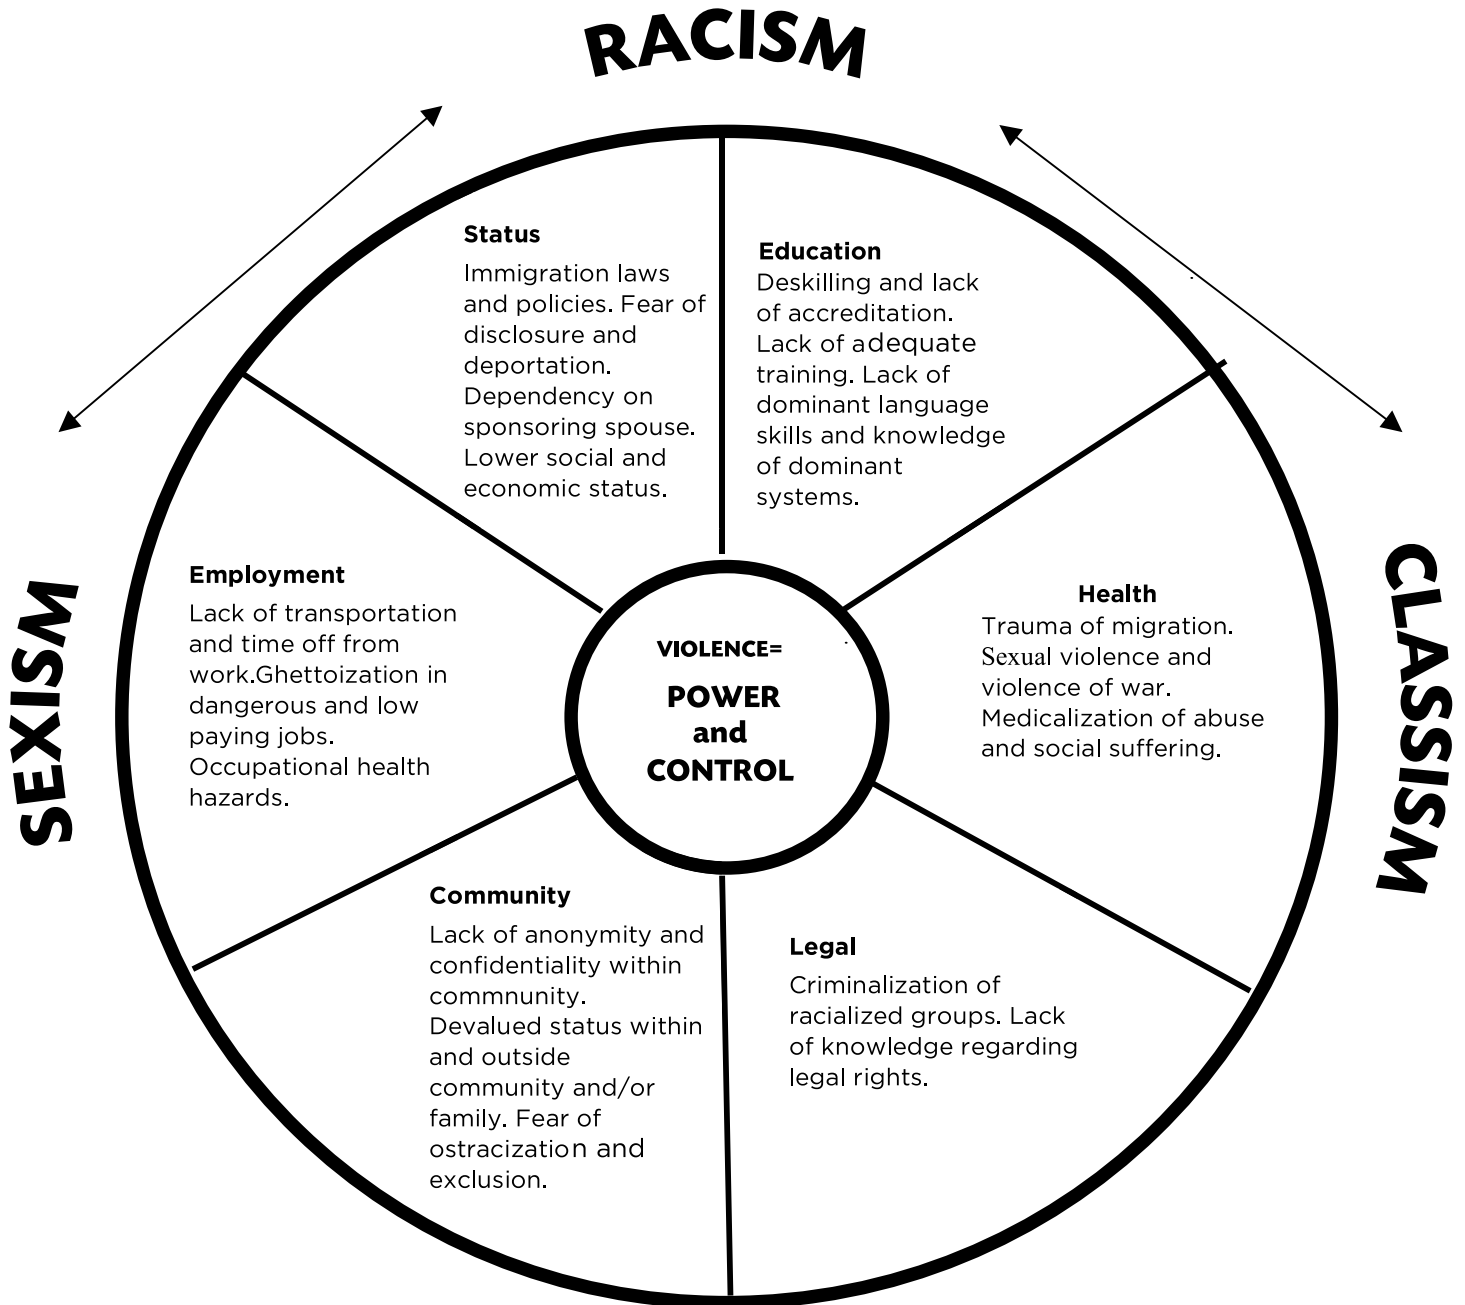 RACISM
SEXISM
CLASSISM
Status
Immigration laws
and policies. Fear of
disclosure and
deportation.
Dependency on
sponsoring spouse.
Lower social and
economic status.
Education
Deskilling and lack
of accreditation.
Lack of adequate
training. Lack of
dominant language
skills and knowledge
of dominant
systems.
Employment
Lack of transportation
and time off from
work.Ghettoization in
dangerous and low
paying jobs.
Occupational health
hazards.
VIOLENCE=
POWER
and
CONTROL
Health
Trauma of migration.
Sexual violence and
violence of war.
Medicalization of abuse
and social suffering.
Community
Lack of anonymity and
confidentiality within
commnunity.
Devalued status within
and outside
community and/or
family. Fear of
ostracization and
exclusion.
Legal
Criminalization of
racialized groups. Lack
of knowledge regarding
legal rights.